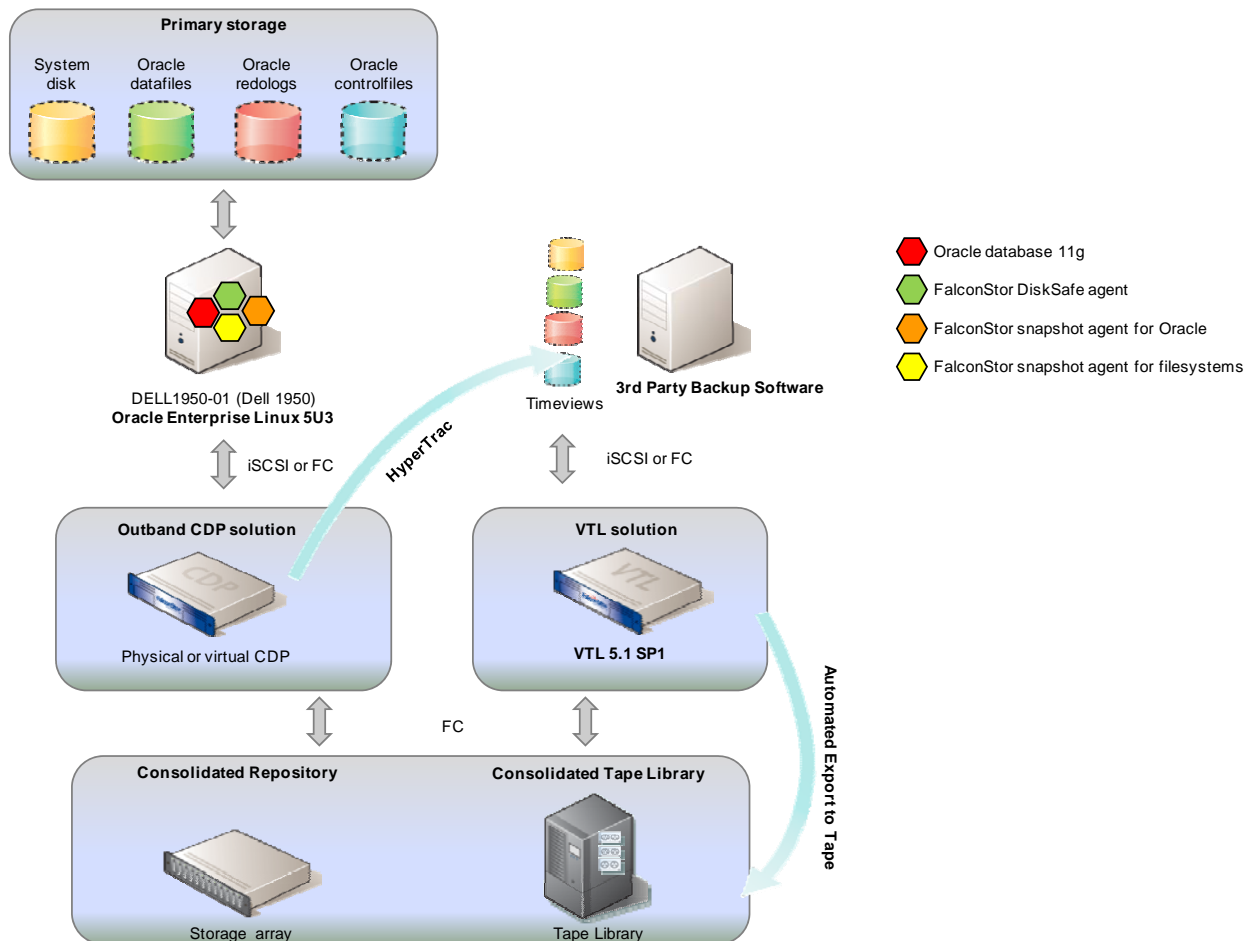 Primary storage
System
disk
Oracle
datafiles
Oracle
redologs
Oracle
controlfiles
Oracle database 11g
FalconStor DiskSafe agent
FalconStor snapshot agent for Oracle
FalconStor snapshot agent for filesystems
DELL1950-01 (Dell 1950)
Oracle Enterprise Linux 5U3
Timeviews
3rd Party Backup Software
HyperTrac
iSCSI or FC
iSCSI or FC
Outband CDP solution
CDP
Physical or virtual CDP
VTL solution
VTL
VTL 5.1 SP1
Automated Export to Tape
FC
Consolidated Repository
Consolidated Tape Library
Storage array
Tape Library